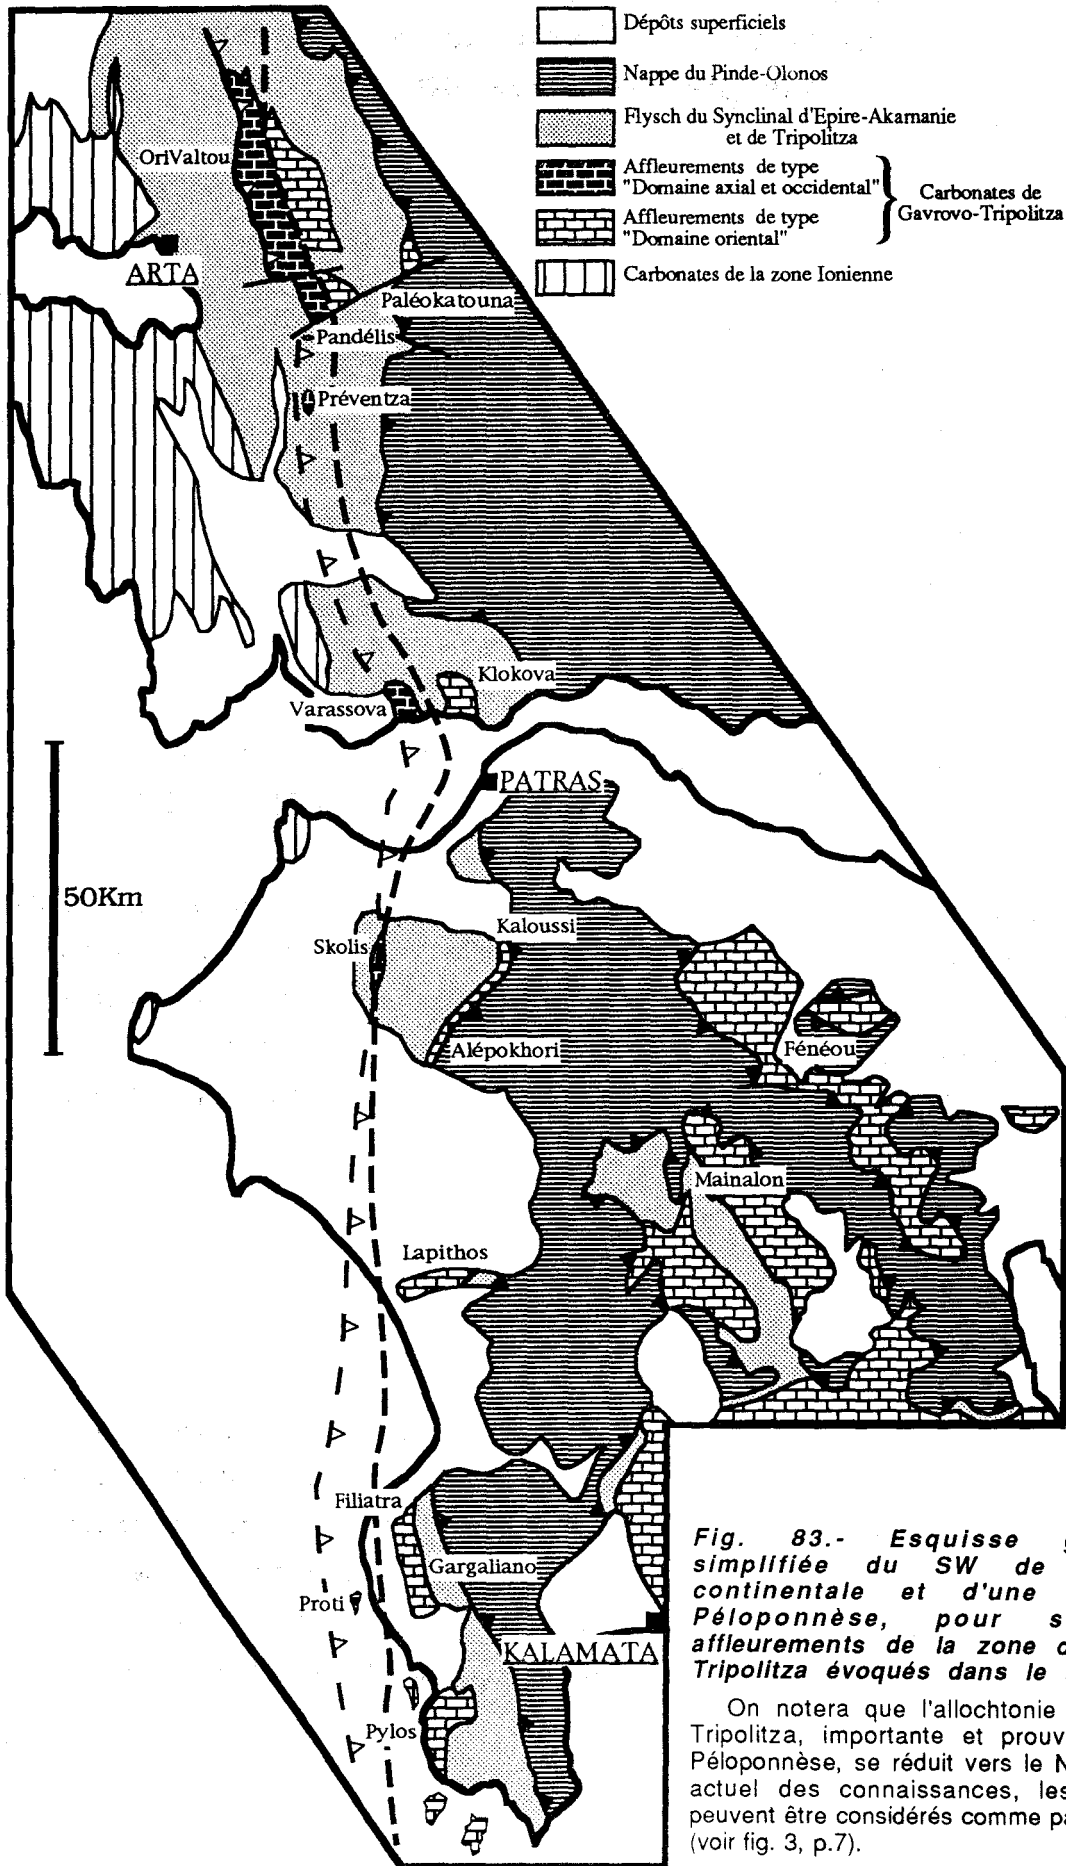 Dépôts superficiels
Nappe du Pinde-Olonos
Flysch du Synclinal d'Epire-Akarnanie
et de Tripolitza
Affleurements de type
"Domaine axial et occidental"
Affleurements de type
"Domaine oriental"
Carbonates de
Gavrovo-Tripolitza
Carbonates de la zone Ionienne
OriValtou
ARTA
Paléokatouna
Pandélis
Préventza
Klokova
Varassova
PATRAS
50Km
Kaloussi
Skolis
Alépokhori
Fénéou
Mainalon
Lapithos
Filiatra
Gargaliano
Proti
KALAMATA
Pylos
Fig. 83.- Esquisse
simplifiée du SW de
continentale et d'une
Péloponnèse, pour s
affleurements de la zone d
Tripolitza évoqués dans le
On notera que l'allochtonie
Tripolitza, importante et prouv
Péloponnèse, se réduit vers le N
actuel des connaissances, les
peuvent être considérés comme pa
(voir fig. 3, p.7).